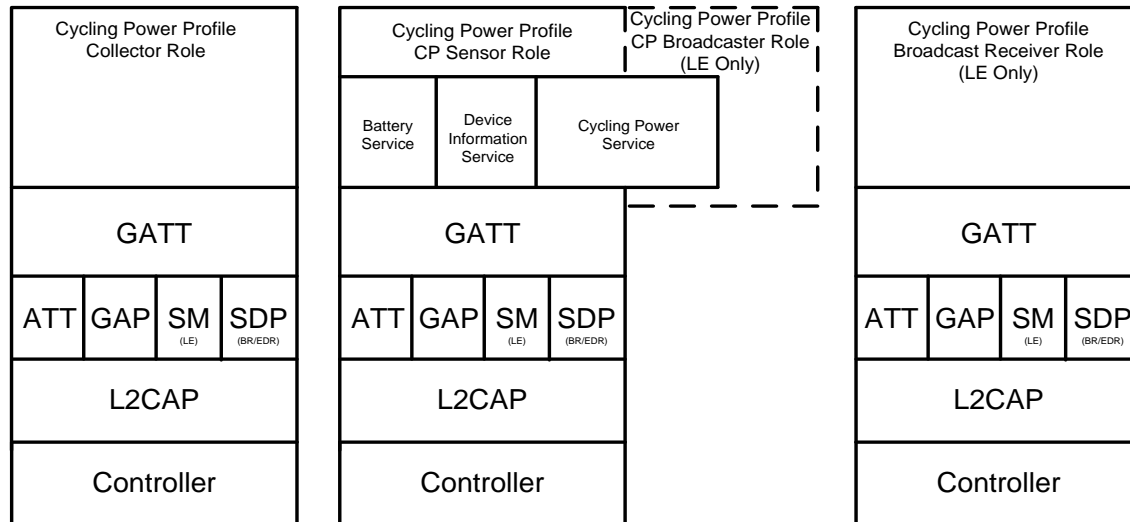 Cycling Power Profile
Collector Role
GATT
ATT
GAP
SM
(LE)
SDP
(BR/EDR)
L2CAP
Controller
Cycling Power Profile
CP Sensor Role
Cycling Power Profile
CP Broadcaster Role
(LE Only)
Battery
Service
Device
Information
Service
Cycling Power
Service
GATT
ATT
GAP
SM
(LE)
SDP
(BR/EDR)
L2CAP
Controller
Cycling Power Profile
Broadcast Receiver Role
(LE Only)
GATT
ATT
GAP
SM
(LE)
SDP
(BR/EDR)
L2CAP
Controller